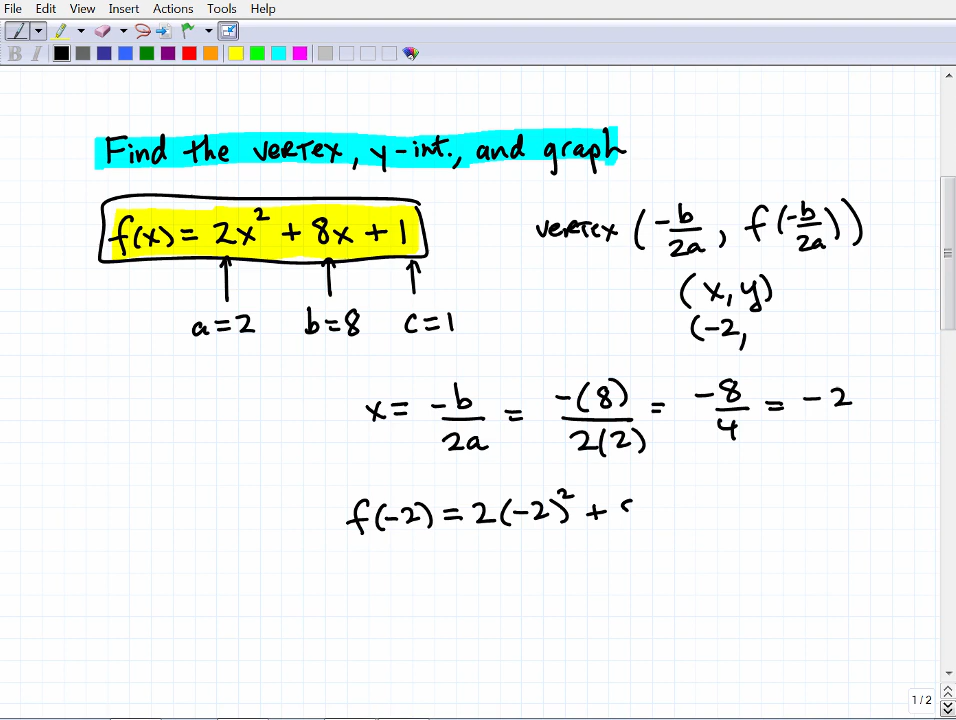 File Edit View Insert Actions Tools Help
B I
Find the vertex, y-int., and graph
f(x) = 2x² + 8x + 1
vertex (-b/2a, f(-b/2a))
(x, y)
a=2 b=8 c=1
(-2,
x = -b/2a = -(8)/2(2) = -8/4 = -2
f(-2) = 2(-2)² +
1 / 2